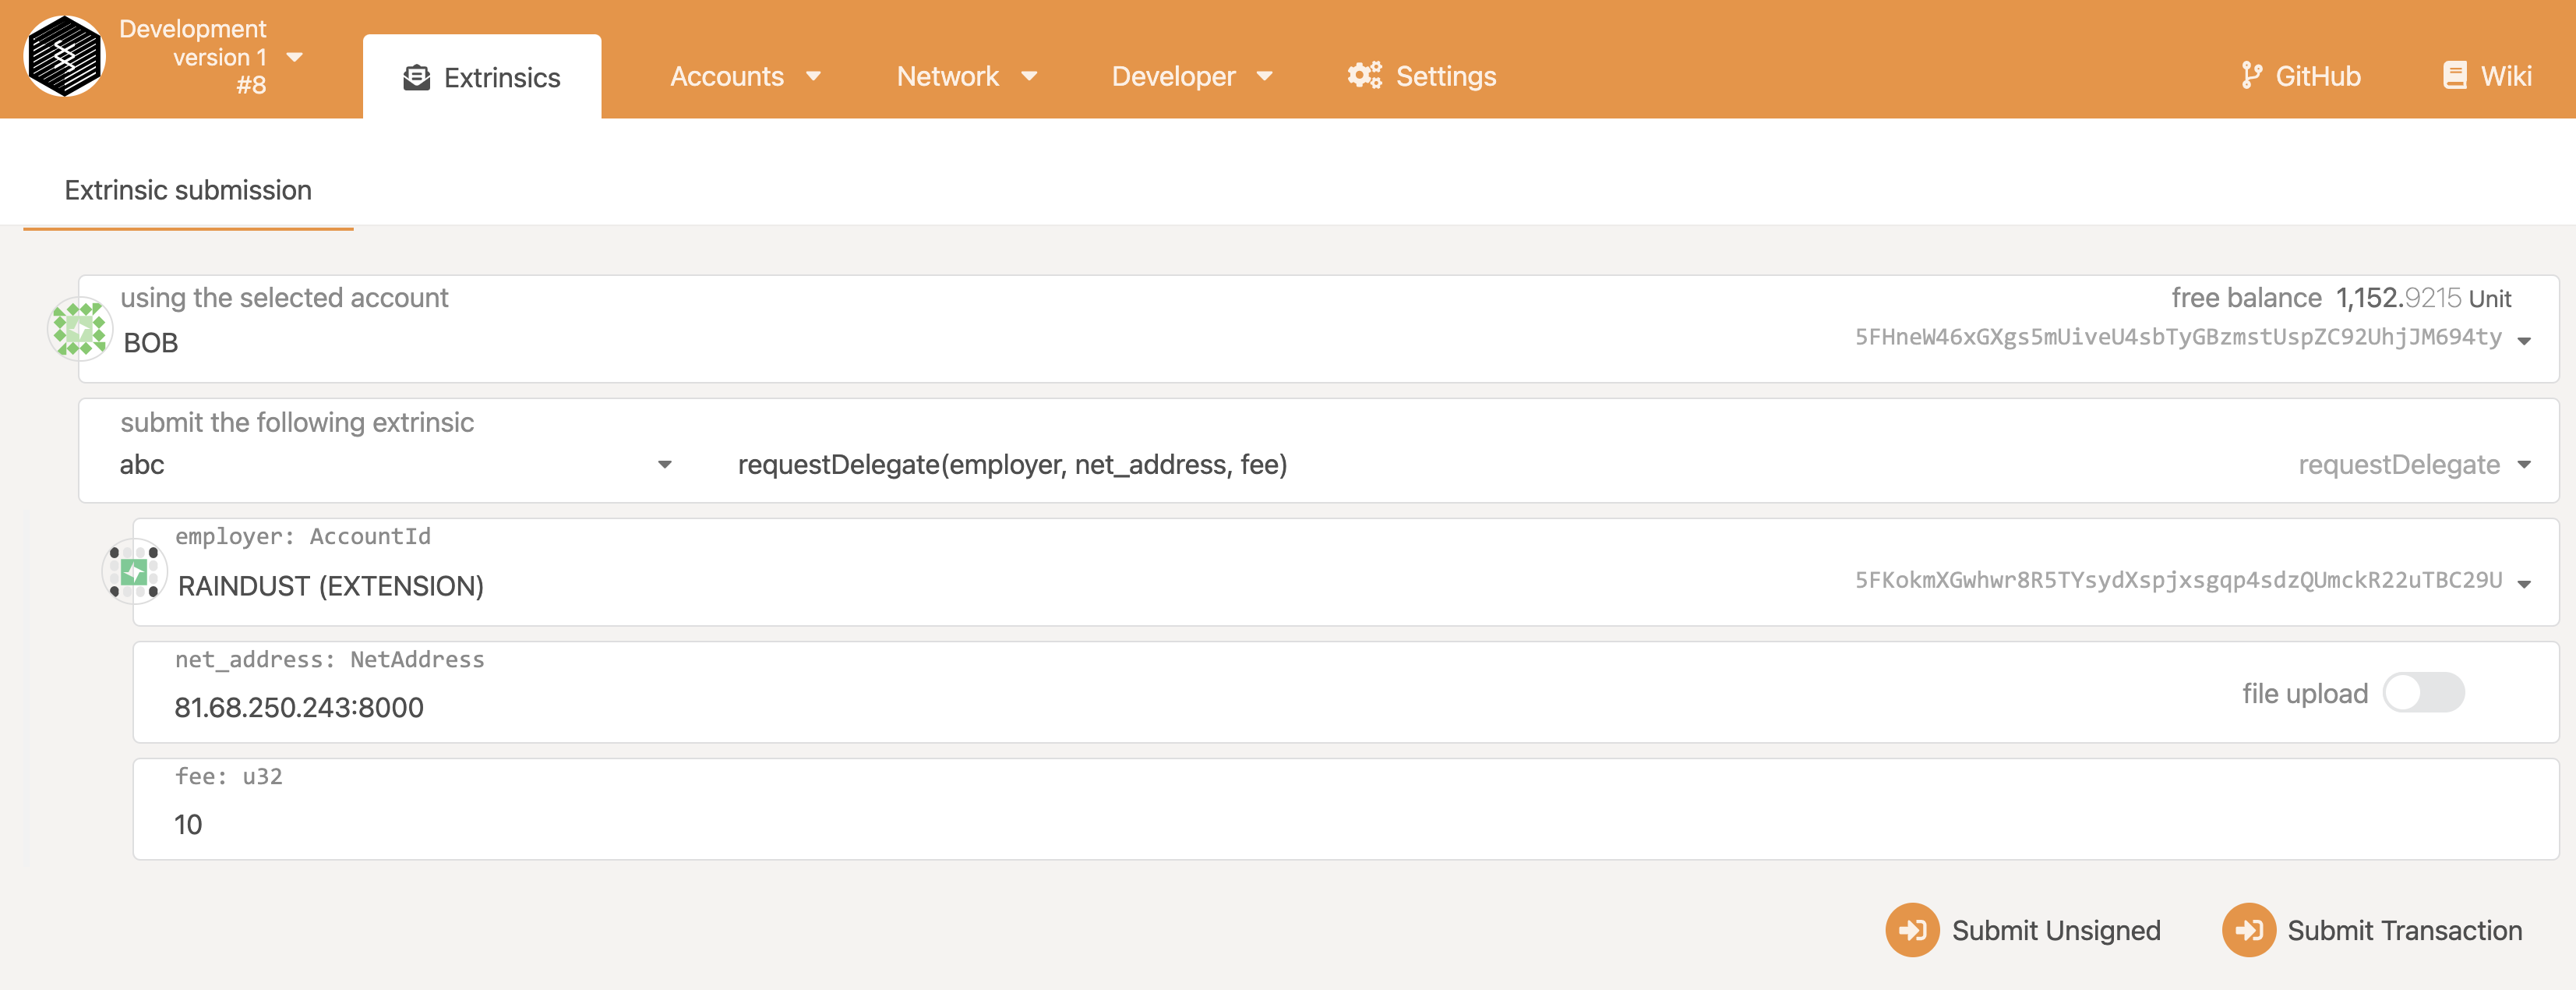 Development
version 1
#8
Extrinsics
Accounts
Network
Developer
Settings
GitHub
Wiki
Extrinsic submission
using the selected account
free balance 1,152.9215 Unit
BOB
5FHneW46xGXgs5mUiveU4sbTyGBzmstUspZC92UhjJM694ty
submit the following extrinsic
abc
requestDelegate(employer, net_address, fee)
requestDelegate
employer: AccountId
RAINDUST (EXTENSION)
5FKokmXGwhwr8R5TYsydXspjxsgqp4sdzQUmckR22uTBC29U
net_address: NetAddress
81.68.250.243:8000
file upload
fee: u32
10
Submit Unsigned
Submit Transaction